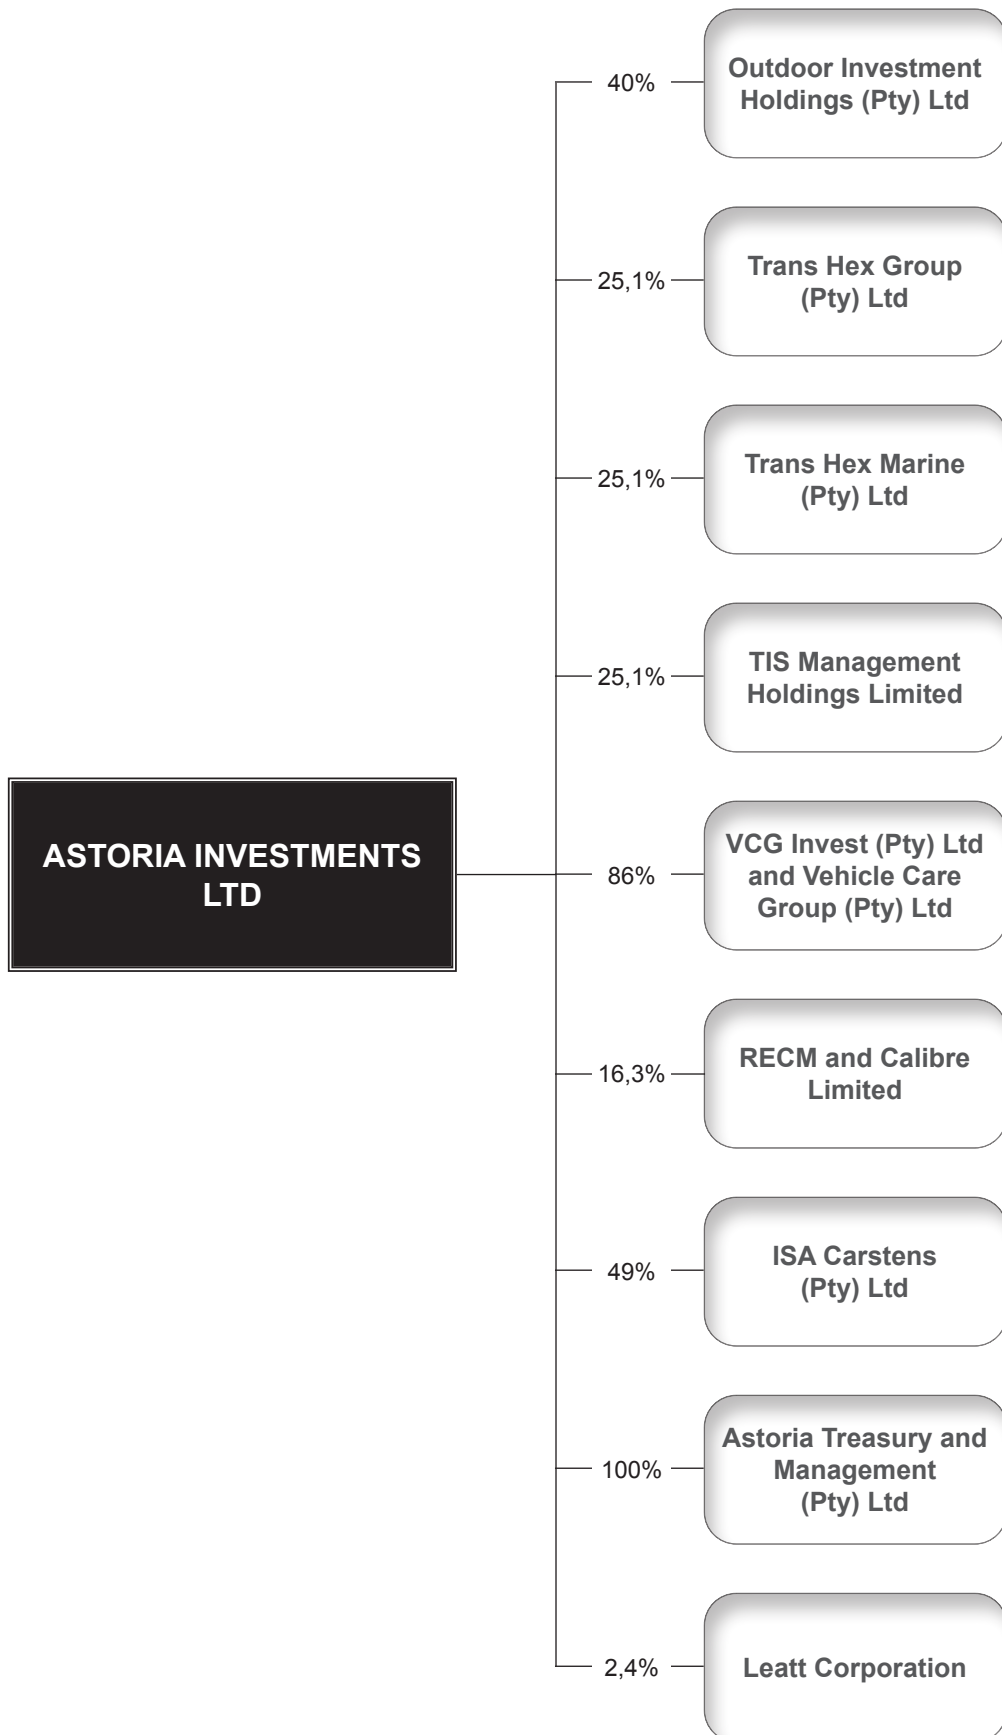 40%
Outdoor Investment
Holdings (Pty) Ltd
25,1%
Trans Hex Group
(Pty) Ltd
25,1%
Trans Hex Marine
(Pty) Ltd
25,1%
TIS Management
Holdings Limited
ASTORIA INVESTMENTS
LTD
86%
VCG Invest (Pty) Ltd
and Vehicle Care
Group (Pty) Ltd
16,3%
RECM and Calibre
Limited
49%
ISA Carstens
(Pty) Ltd
100%
Astoria Treasury and
Management
(Pty) Ltd
2,4%
Leatt Corporation